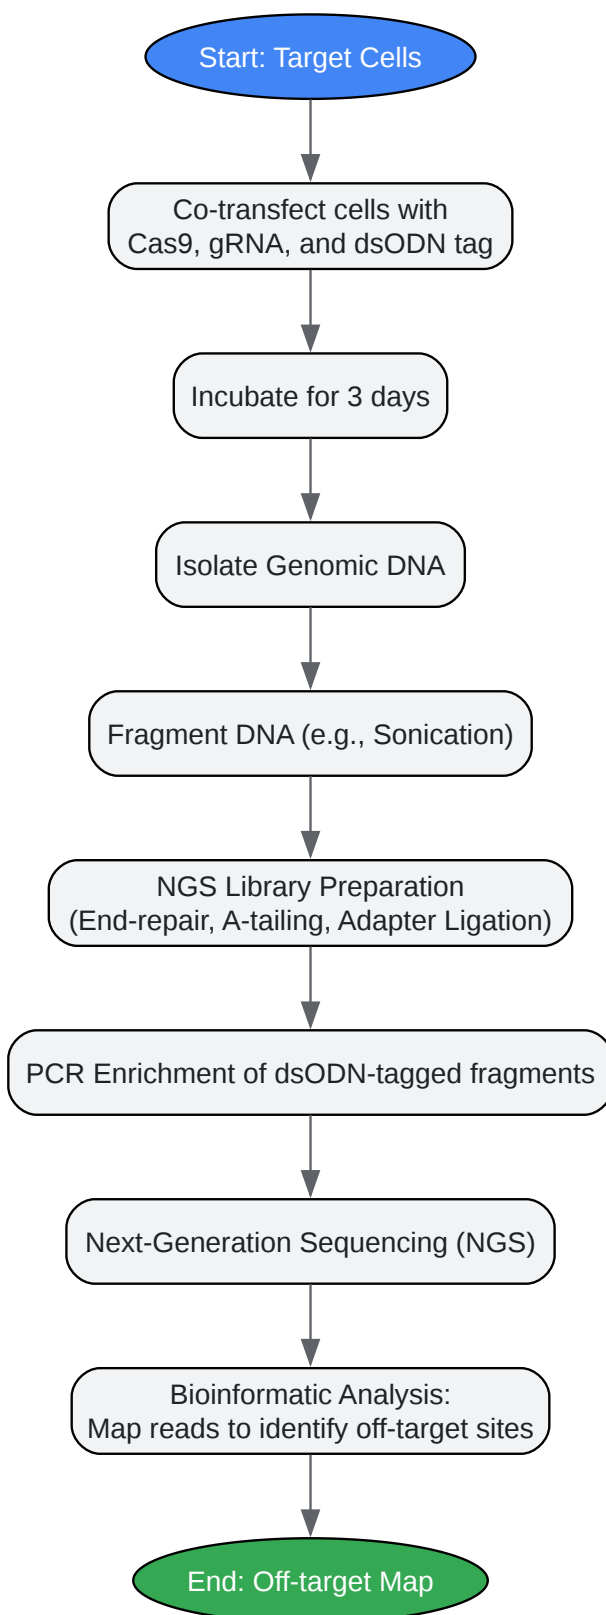 Start: Target Cells
Co-transfect cells with
Cas9, gRNA, and dsODN tag
Incubate for 3 days
Isolate Genomic DNA
Fragment DNA (e.g., Sonication)
NGS Library Preparation
(End-repair, A-tailing, Adapter Ligation)
PCR Enrichment of dsODN-tagged fragments
Next-Generation Sequencing (NGS)
Bioinformatic Analysis:
Map reads to identify off-target sites
End: Off-target Map